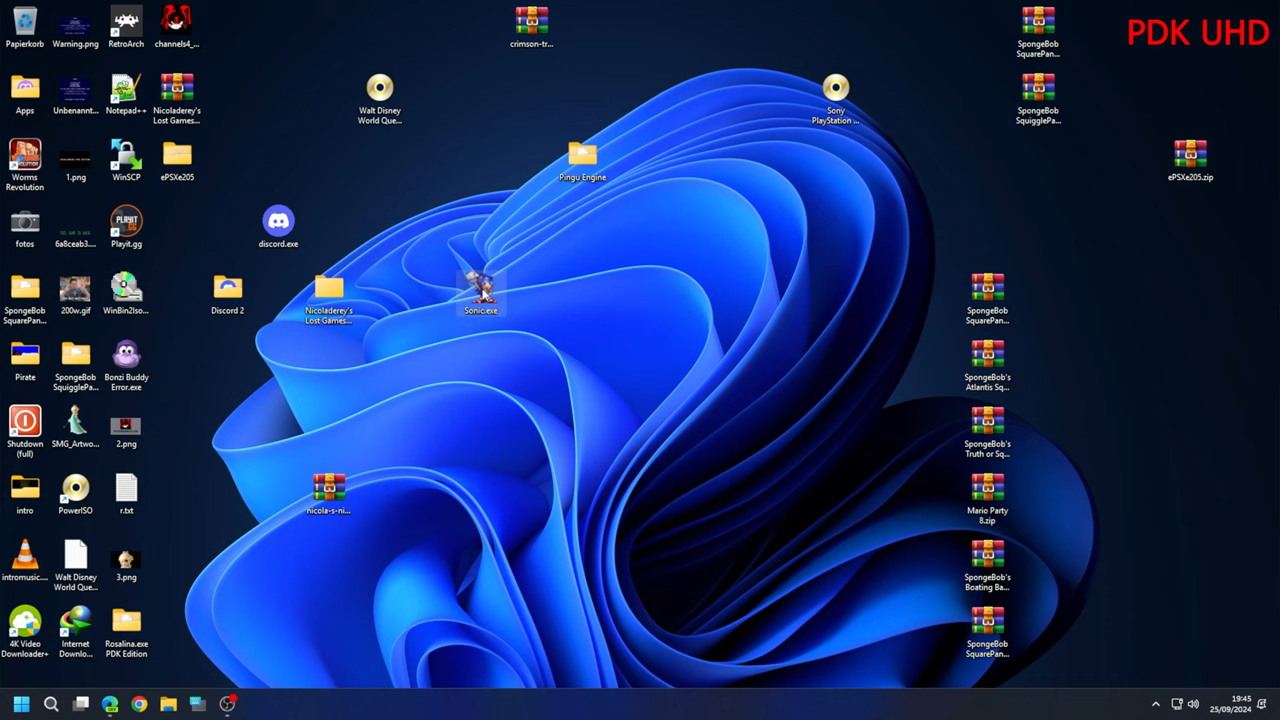 PDK UHD
Papierkorb
Warning.png
RetroArch
channels4_...
crimson-tr...
SpongeBob
SquarePan...
Apps
Unbenannt...
Notepad++
Nicoladerey's
Lost Games...
Walt Disney
World Que...
Sony
PlayStation ...
SpongeBob
SquigglePa...
Worms
Revolution
1.png
WinSCP
ePSXe205
Pingu Engine
ePSXe205.zip
fotos
6a8ceab3....
PLAYIT
GG
Playit.gg
discord.exe
SpongeBob
SquarePan...
200w.gif
WinBin2Iso...
Discord 2
Nicoladerey's
Lost Games...
Sonic.exe
SpongeBob
SquarePan...
Pirate
SpongeBob
SquigglePa...
Bonzi Buddy
Error.exe
SpongeBob's
Atlantis Sq...
Shutdown
(full)
SMG_Artwo...
2.png
SpongeBob's
Truth or Sq...
intro
PowerISO
r.txt
nicola-s-ni...
Mario Party
8.zip
intromusic....
Walt Disney
World Que...
3.png
SpongeBob's
Boating Ba...
4K Video
Downloader+
Internet
Downlo...
Rosalina.exe
PDK Edition
SpongeBob
SquarePan...
19:45
25/09/2024